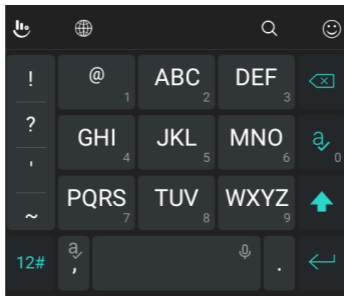 ! @ 1 ABC 2 DEF 3
? GHI 4 JKL 5 MNO 6 a 0
'
~ PQRS 7 TUV 8 WXYZ 9
12# a , .